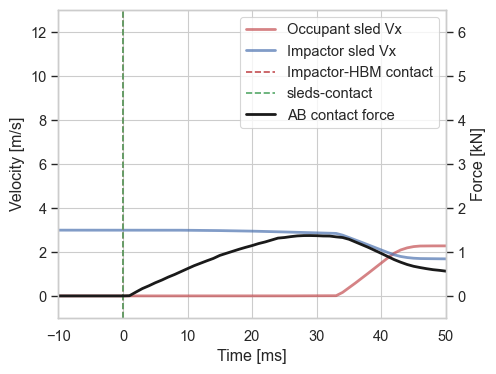 Occupant sled Vx
Impactor sled Vx
Impactor-HBM contact
sleds-contact
AB contact force
12
10
8
6
4
2
0
Velocity [m/s]
6
5
4
3
2
1
0
Force [kN]
−10 0 10 20 30 40 50
Time [ms]